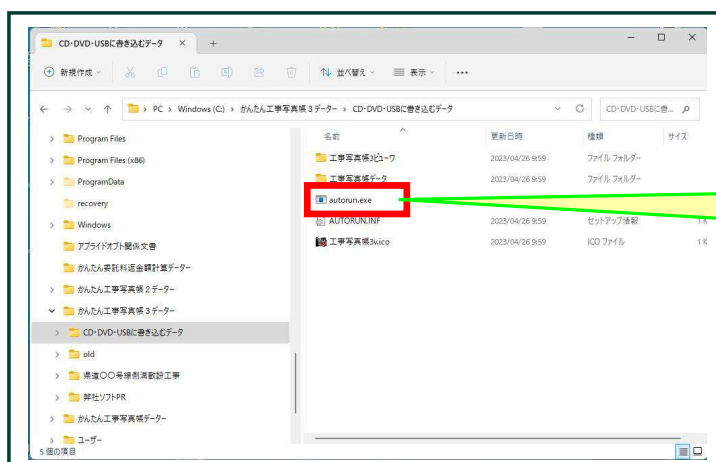 CD・DVD・USBに書き込むデータ
新規作成
並べ替え
表示
PC > Windows (C:) > かんたん工事写真帳３データー > CD・DVD・USBに書き込むデータ
CD・DVD・USBに書...
名前
更新日時
種類
サイズ
Program Files
Program Files (x86)
ProgramData
recovery
Windows
アプライドオプト関係文書
かんたん委託料返金額計算データー
かんたん工事写真帳２データー
かんたん工事写真帳３データー
CD・DVD・USBに書き込むデータ
old
県道〇〇号線側溝敷設工事
弊社ソフトPR
かんたん工事写真帳データー
ユーザー
工事写真帳3ビューワ 2023/04/26 9:59 ファイル フォルダー
工事写真帳データ 2023/04/26 9:59 ファイル フォルダー
autorun.exe
AUTORUN.INF 2023/04/26 9:59 セットアップ情報 1 K
工事写真帳3v.ico 2023/04/26 9:59 ICO ファイル 1 K
5 個の項目